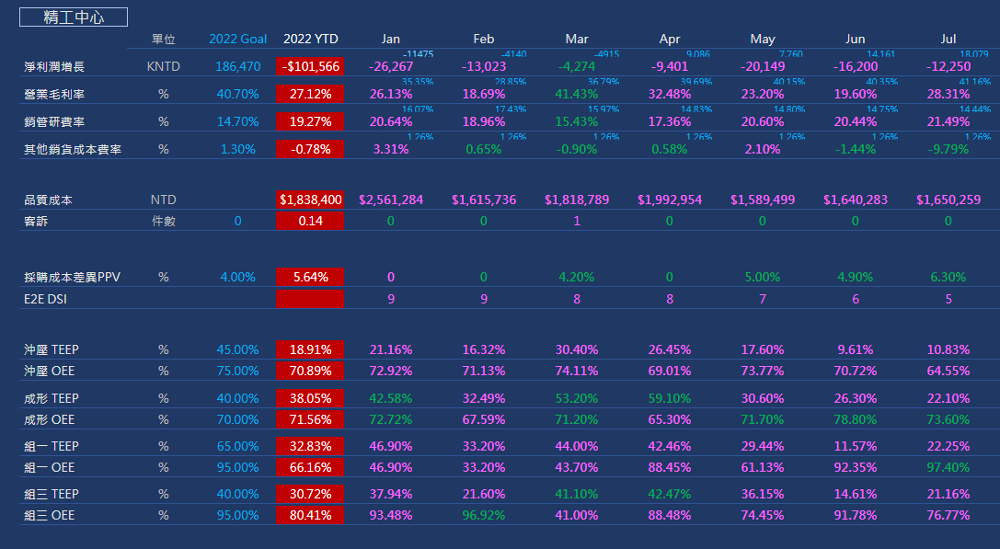 精工中心
單位 2022 Goal 2022 YTD Jan Feb Mar Apr May Jun Jul
-11475 -4140 -4915 9,086 7,760 14,161 18,079
淨利潤增長 KNTD 186,470 -$101,566 -26,267 -13,023 -4,274 -9,401 -20,149 -16,200 -12,250
35.35% 28.85% 36.79% 39.69% 40.15% 40.35% 41.16%
營業毛利率 % 40.70% 27.12% 26.13% 18.69% 41.43% 32.48% 23.20% 19.60% 28.31%
16.07% 17.43% 15.97% 14.83% 14.80% 14.75% 14.44%
銷管研費率 % 14.70% 19.27% 20.64% 18.96% 15.43% 17.36% 20.60% 20.44% 21.49%
1.26% 1.26% 1.26% 1.26% 1.26% 1.26% 1.26%
其他銷貨成本費率 % 1.30% -0.78% 3.31% 0.65% -0.90% 0.58% 2.10% -1.44% -9.79%
品質成本 NTD $1,838,400 $2,561,284 $1,615,736 $1,818,789 $1,992,954 $1,589,499 $1,640,283 $1,650,259
客訴 件數 0 0.14 0 0 1 0 0 0 0
採購成本差異PPV % 4.00% 5.64% 0 0 4.20% 0 5.00% 4.90% 6.30%
E2E DSI 9 9 8 8 7 6 5
沖壓 TEEP % 45.00% 18.91% 21.16% 16.32% 30.40% 26.45% 17.60% 9.61% 10.83%
沖壓 OEE % 75.00% 70.89% 72.92% 71.13% 74.11% 69.01% 73.77% 70.72% 64.55%
成形 TEEP % 40.00% 38.05% 42.58% 32.49% 53.20% 59.10% 30.60% 26.30% 22.10%
成形 OEE % 70.00% 71.56% 72.72% 67.59% 71.20% 65.30% 71.70% 78.80% 73.60%
組一 TEEP % 65.00% 32.83% 46.90% 33.20% 44.00% 42.46% 29.44% 11.57% 22.25%
組一 OEE % 95.00% 66.16% 46.90% 33.20% 43.70% 88.45% 61.13% 92.35% 97.40%
組三 TEEP % 40.00% 30.72% 37.94% 21.60% 41.10% 42.47% 36.15% 14.61% 21.16%
組三 OEE % 95.00% 80.41% 93.48% 96.92% 41.00% 88.48% 74.45% 91.78% 76.77%